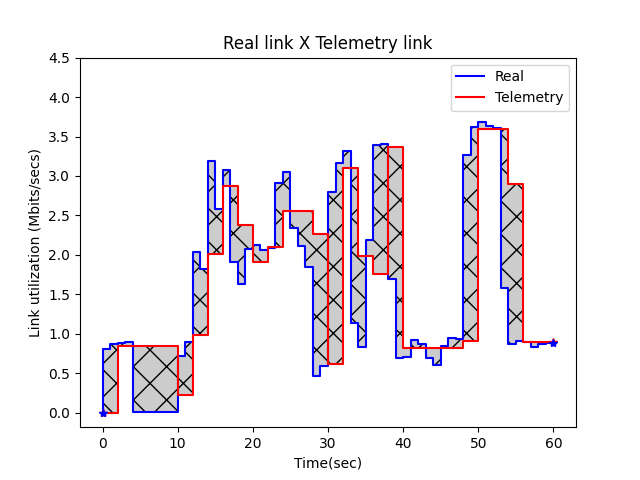 Real link X Telemetry link
Real
Telemetry
Link utilization (Mbits/secs)
4.5
4.0
3.5
3.0
2.5
2.0
1.5
1.0
0.5
0.0
0 10 20 30 40 50 60
Time(sec)